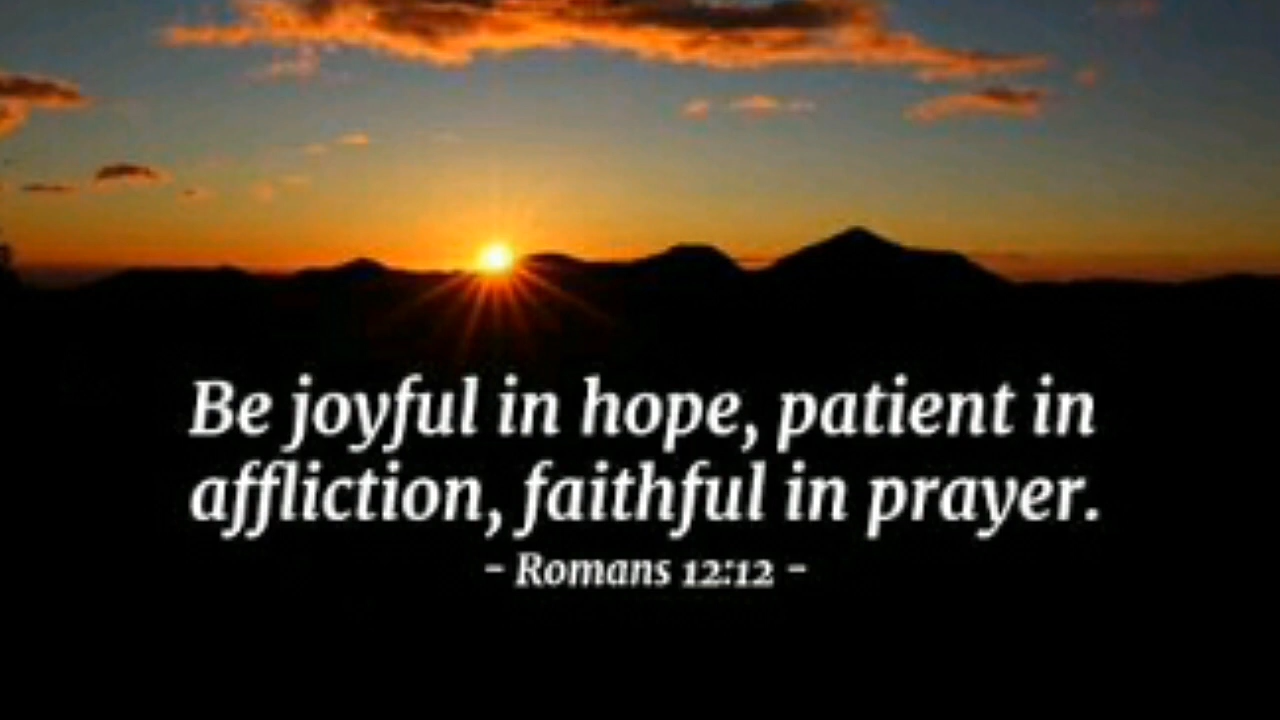 Be joyful in hope, patient in
affliction, faithful in prayer.
- Romans 12:12 -